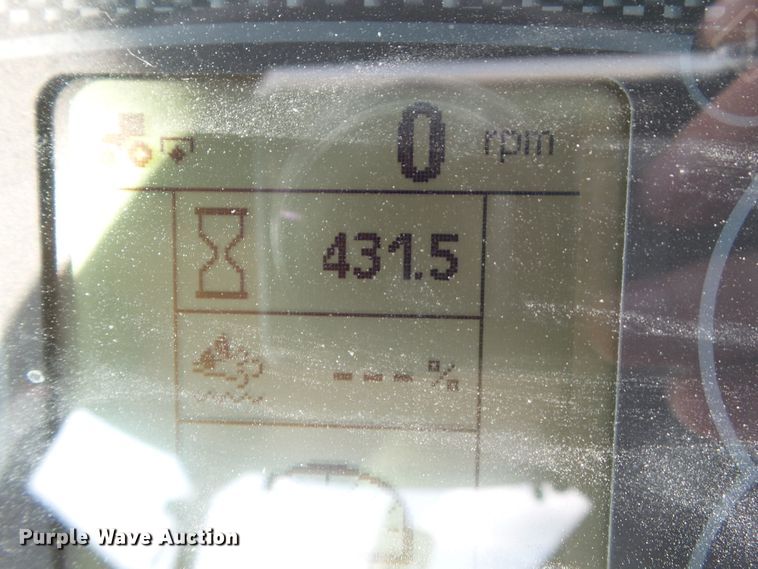 0 rpm
431.5
---%
Purple Wave Auction